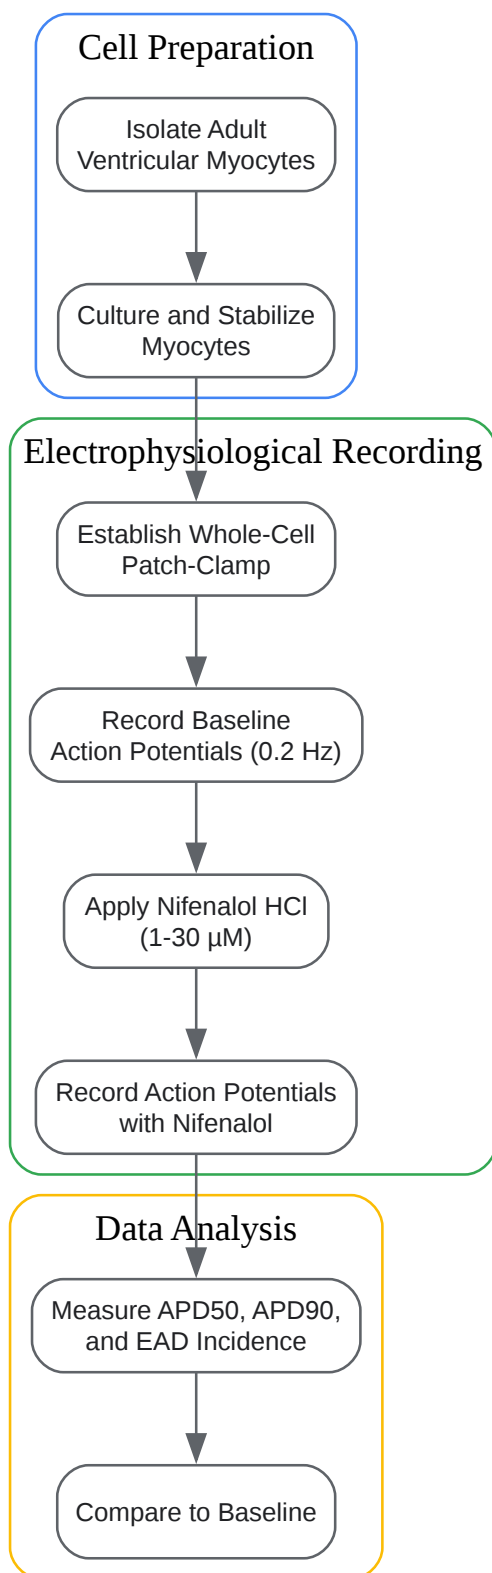 Cell Preparation
Isolate Adult
Ventricular Myocytes
Culture and Stabilize
Myocytes
Electrophysiological Recording
Establish Whole-Cell
Patch-Clamp
Record Baseline
Action Potentials (0.2 Hz)
Apply Nifenalol HCl
(1-30 µM)
Record Action Potentials
with Nifenalol
Data Analysis
Measure APD50, APD90,
and EAD Incidence
Compare to Baseline